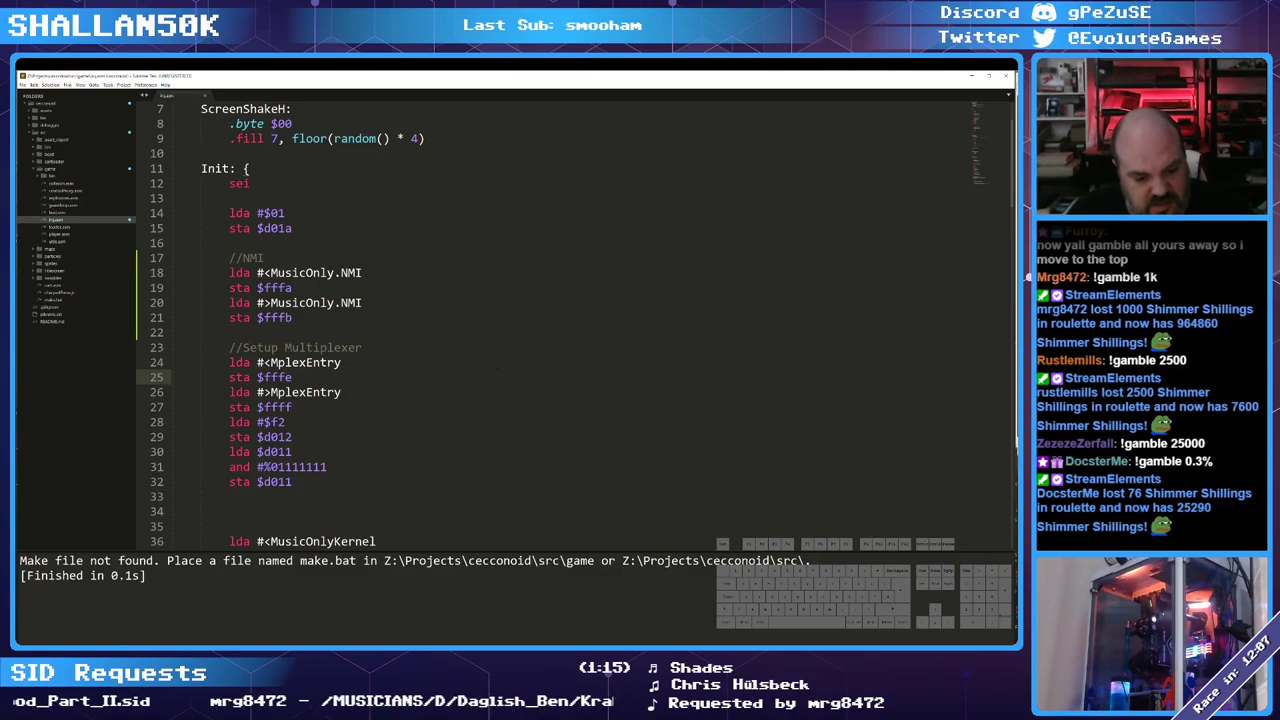 SHALLAN50K
Last Sub: smooham
Discord gPeZuSE
Twitter @EvoluteGames
FOLDERS
7 ScreenShakeH:
8 .byte $00
9 .fill 7, floor(random() * 4)
10
11 Init: {
12 sei
13
14 lda #$01
15 sta $d01a
16
17 //NMI
18 lda #<MusicOnly.NMI
19 sta $fffa
20 lda #>MusicOnly.NMI
21 sta $fffb
22
23 //Setup Multiplexer
24 lda #<MplexEntry
25 sta $fffe
26 lda #>MplexEntry
27 sta $ffff
28 lda #$f2
29 sta $d012
30 lda $d011
31 and #%01111111
32 sta $d011
33
34
35
36 lda #<MusicOnlyKernel
Make file not found. Place a file named make.bat in Z:\Projects\cecconoid\src\game or Z:\Projects\cecconoid\src\.
[Finished in 0.1s]
Furroy:
now yall gamble all yours away so i
move to the top
Mrg8472: !gamble 1k
StreamElements
mrg8472 lost 1000 Shimmer Shillings
in roulette and now has 964860
Shimmer Shillings!
Rustlemills: !gamble 2500
StreamElements
rustlemills lost 2500 Shimmer
Shillings in roulette and now has 7600
Shimmer Shillings!
ZezezeZerfall: !gamble 25000
DocsterMe: !gamble 0.3%
StreamElements
DocsterMe lost 76 Shimmer Shillings
in roulette and now has 25290
Shimmer Shillings!
SID Requests
(1:15) Shades
Chris Hülsbeck
Requested by mrg8472
od_Part_II.sid mrg8472 - /MUSICIANS/D/Daglish_Ben/Kra
Race in: 12:07